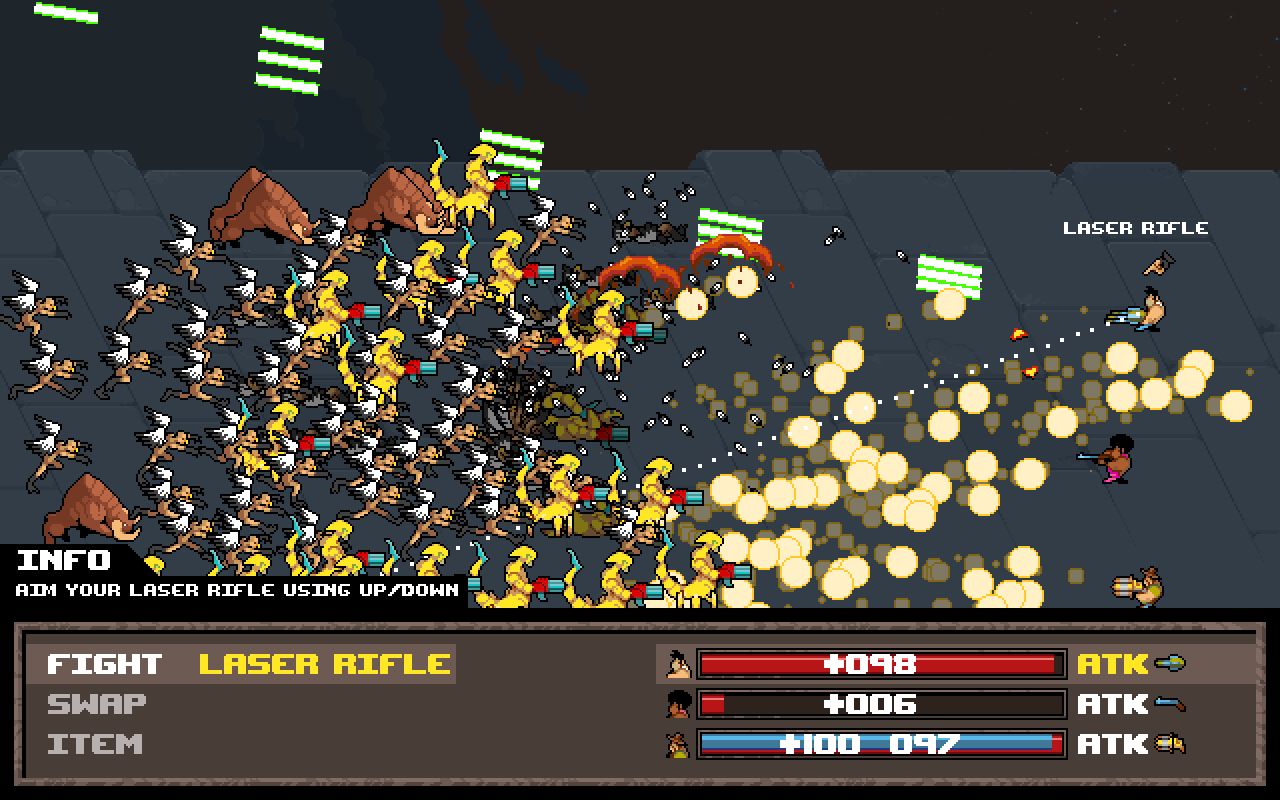 LASER RIFLE
INFO
AIM YOUR LASER RIFLE USING UP/DOWN
FIGHT LASER RIFLE +098 ATK
SWAP +006 ATK
ITEM +100 097 ATK